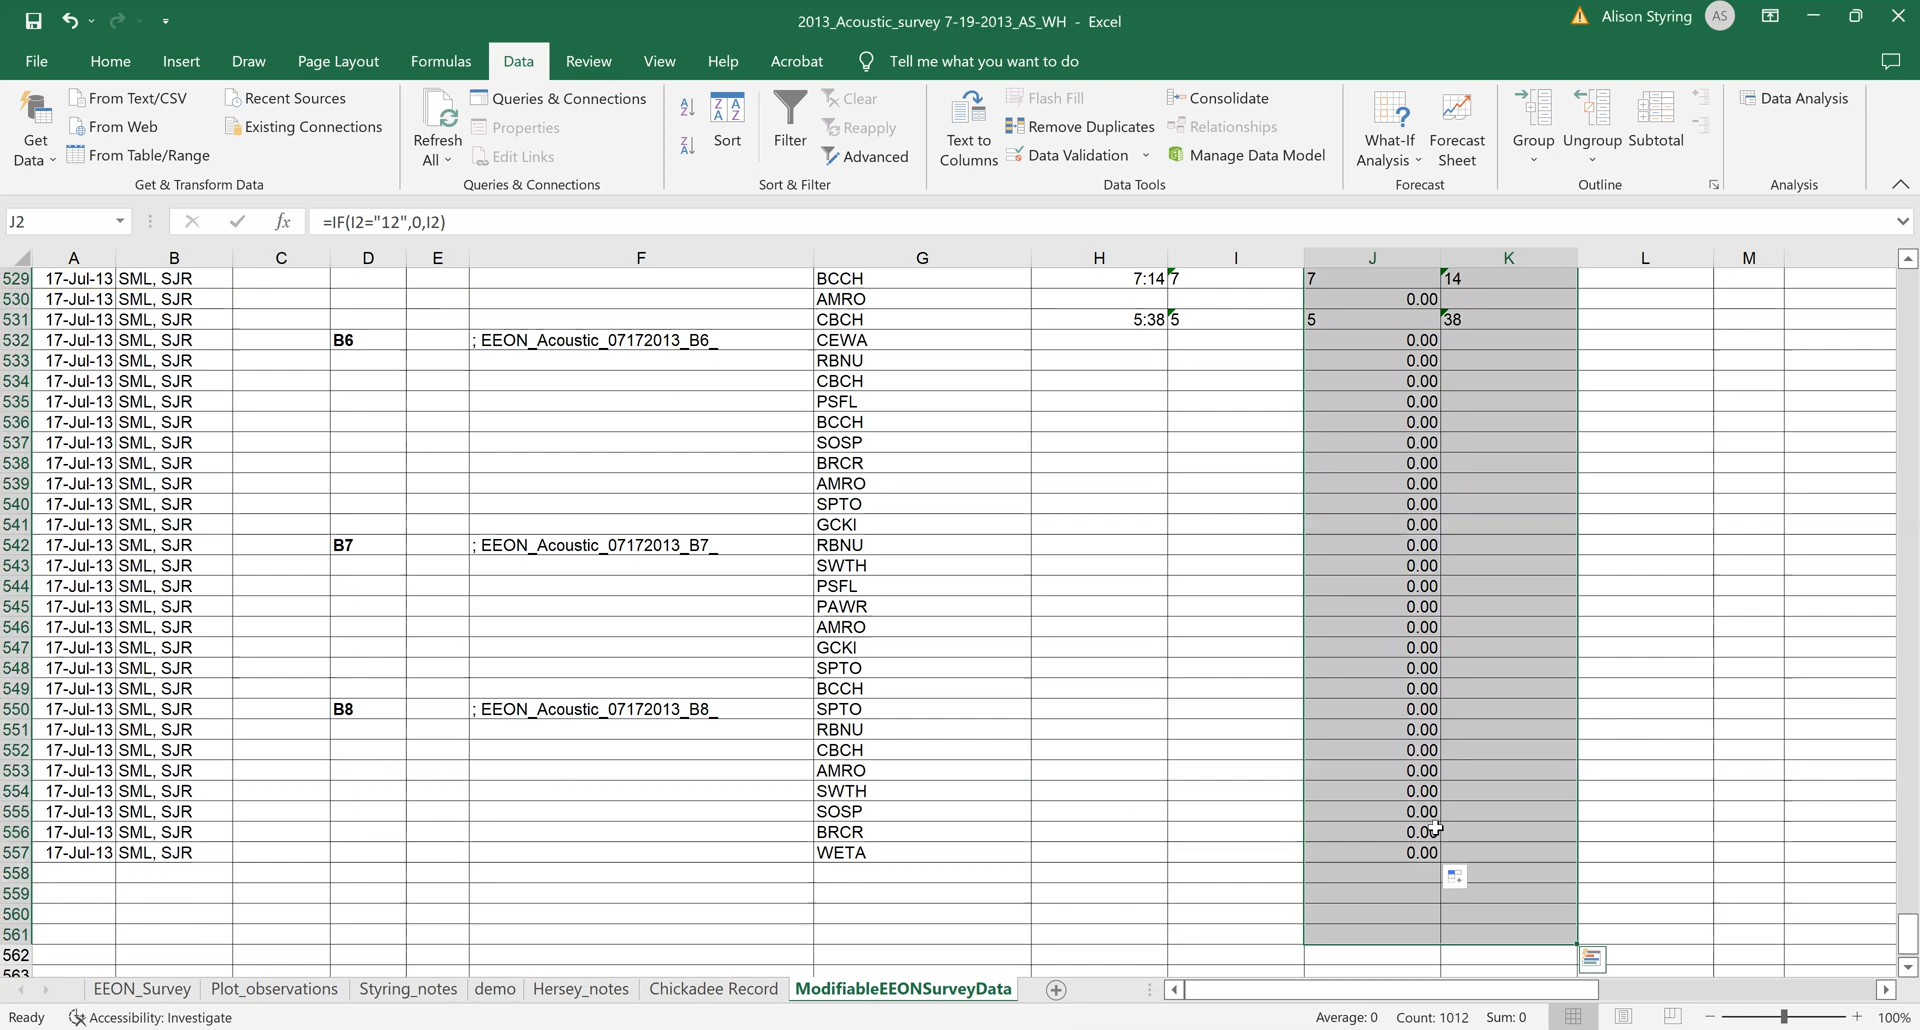 2013_Acoustic_survey 7-19-2013_AS_WH - Excel
Alison Styring AS
File Home Insert Draw Page Layout Formulas Data Review View Help Acrobat Tell me what you want to do
Get Data
From Text/CSV
From Web
From Table/Range
Recent Sources
Existing Connections
Get & Transform Data
Refresh All
Queries & Connections
Properties
Edit Links
Queries & Connections
Sort
Filter
Clear
Reapply
Advanced
Sort & Filter
Text to Columns
Flash Fill
Remove Duplicates
Data Validation
Consolidate
Relationships
Manage Data Model
Data Tools
What-If Analysis
Forecast Sheet
Forecast
Group
Ungroup
Subtotal
Outline
Data Analysis
Analysis
J2 fx =IF(I2="12",0,I2)
A B C D E F G H I J K L M
529 17-Jul-13 SML, SJR BCCH 7:14 7 7 14
530 17-Jul-13 SML, SJR AMRO 0.00
531 17-Jul-13 SML, SJR CBCH 5:38 5 5 38
532 17-Jul-13 SML, SJR B6 ; EEON_Acoustic_07172013_B6_ CEWA 0.00
533 17-Jul-13 SML, SJR RBNU 0.00
534 17-Jul-13 SML, SJR CBCH 0.00
535 17-Jul-13 SML, SJR PSFL 0.00
536 17-Jul-13 SML, SJR BCCH 0.00
537 17-Jul-13 SML, SJR SOSP 0.00
538 17-Jul-13 SML, SJR BRCR 0.00
539 17-Jul-13 SML, SJR AMRO 0.00
540 17-Jul-13 SML, SJR SPTO 0.00
541 17-Jul-13 SML, SJR GCKI 0.00
542 17-Jul-13 SML, SJR B7 ; EEON_Acoustic_07172013_B7_ RBNU 0.00
543 17-Jul-13 SML, SJR SWTH 0.00
544 17-Jul-13 SML, SJR PSFL 0.00
545 17-Jul-13 SML, SJR PAWR 0.00
546 17-Jul-13 SML, SJR AMRO 0.00
547 17-Jul-13 SML, SJR GCKI 0.00
548 17-Jul-13 SML, SJR SPTO 0.00
549 17-Jul-13 SML, SJR BCCH 0.00
550 17-Jul-13 SML, SJR B8 ; EEON_Acoustic_07172013_B8_ SPTO 0.00
551 17-Jul-13 SML, SJR RBNU 0.00
552 17-Jul-13 SML, SJR CBCH 0.00
553 17-Jul-13 SML, SJR AMRO 0.00
554 17-Jul-13 SML, SJR SWTH 0.00
555 17-Jul-13 SML, SJR SOSP 0.00
556 17-Jul-13 SML, SJR BRCR 0.00
557 17-Jul-13 SML, SJR WETA 0.00
558
559
560
561
562
563
EEON_Survey Plot_observations Styring_notes demo Hersey_notes Chickadee Record ModifiableEEONSurveyData
Ready Accessibility: Investigate Average: 0 Count: 1012 Sum: 0 100%